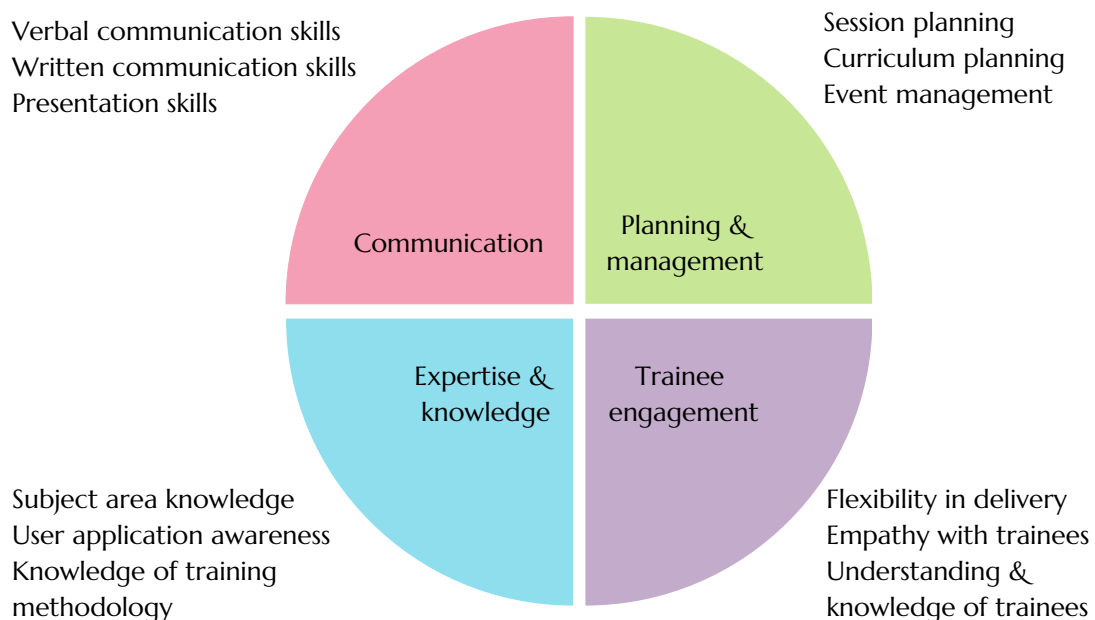 Verbal communication skills
Written communication skills
Presentation skills
Session planning
Curriculum planning
Event management
Communication
Planning &
management
Expertise &
knowledge
Trainee
engagement
Subject area knowledge
User application awareness
Knowledge of training
methodology
Flexibility in delivery
Empathy with trainees
Understanding &
knowledge of trainees